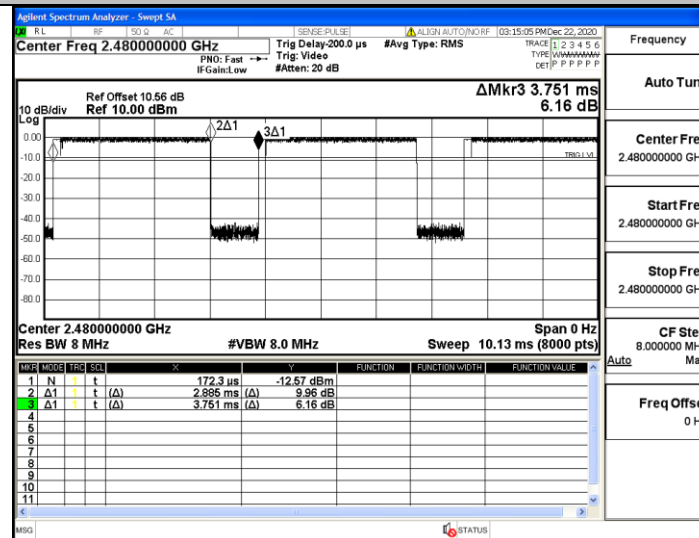 Agilent Spectrum Analyzer - Swept SA
LXI RL RF 50 Ω AC SENSE:PULSE ALIGN AUTO/NO RF 03:15:05 PM Dec 22, 2020
Center Freq 2.480000000 GHz Trig Delay-200.0 µs #Avg Type: RMS TRACE 1 2 3 4 5 6
PNO: Fast Trig: Video TYPE WWWWWW
IFGain:Low #Atten: 20 dB DET P P P P P P
Frequency
Auto Tun
Ref Offset 10.56 dB ΔMkr3 3.751 ms
10 dB/div Ref 10.00 dBm 6.16 dB
Log
2Δ1
3Δ1
0.00
-10.0
TRIG LVL
-20.0
-30.0
-40.0
-50.0
-60.0
-70.0
-80.0
Center Fre
2.480000000 GH
Start Fre
2.480000000 GH
Stop Fre
2.480000000 GH
Center 2.480000000 GHz Span 0 Hz
Res BW 8 MHz #VBW 8.0 MHz Sweep 10.13 ms (8000 pts)
CF Ste
8.000000 MH
Auto Ma
MKR MODE TRC SCL X Y FUNCTION FUNCTION WIDTH FUNCTION VALUE
1 N 1 t 172.3 µs -12.57 dBm
2 Δ1 1 t (Δ) 2.885 ms (Δ) 9.96 dB
3 Δ1 1 t (Δ) 3.751 ms (Δ) 6.16 dB
4
5
6
7
8
9
10
11
Freq Offse
0 H
MSG STATUS